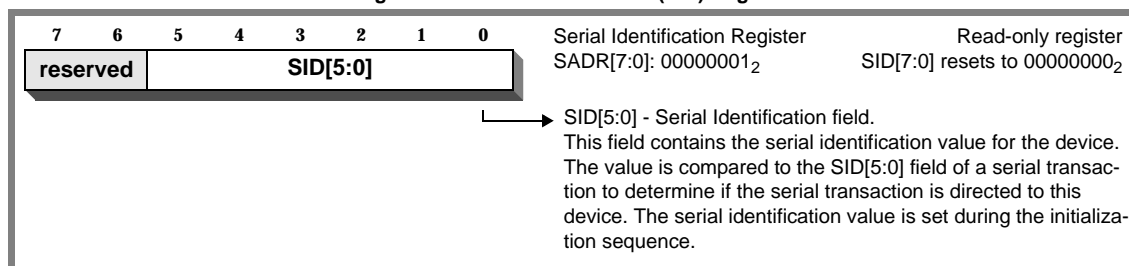 7 6 5 4 3 2 1 0
reserved SID[5:0]
Serial Identification Register Read-only register
SADR[7:0]: 00000001₂ SID[7:0] resets to 00000000₂
SID[5:0] - Serial Identification field.
This field contains the serial identification value for the device.
The value is compared to the SID[5:0] field of a serial transac-
tion to determine if the serial transaction is directed to this
device. The serial identification value is set during the initializa-
tion sequence.